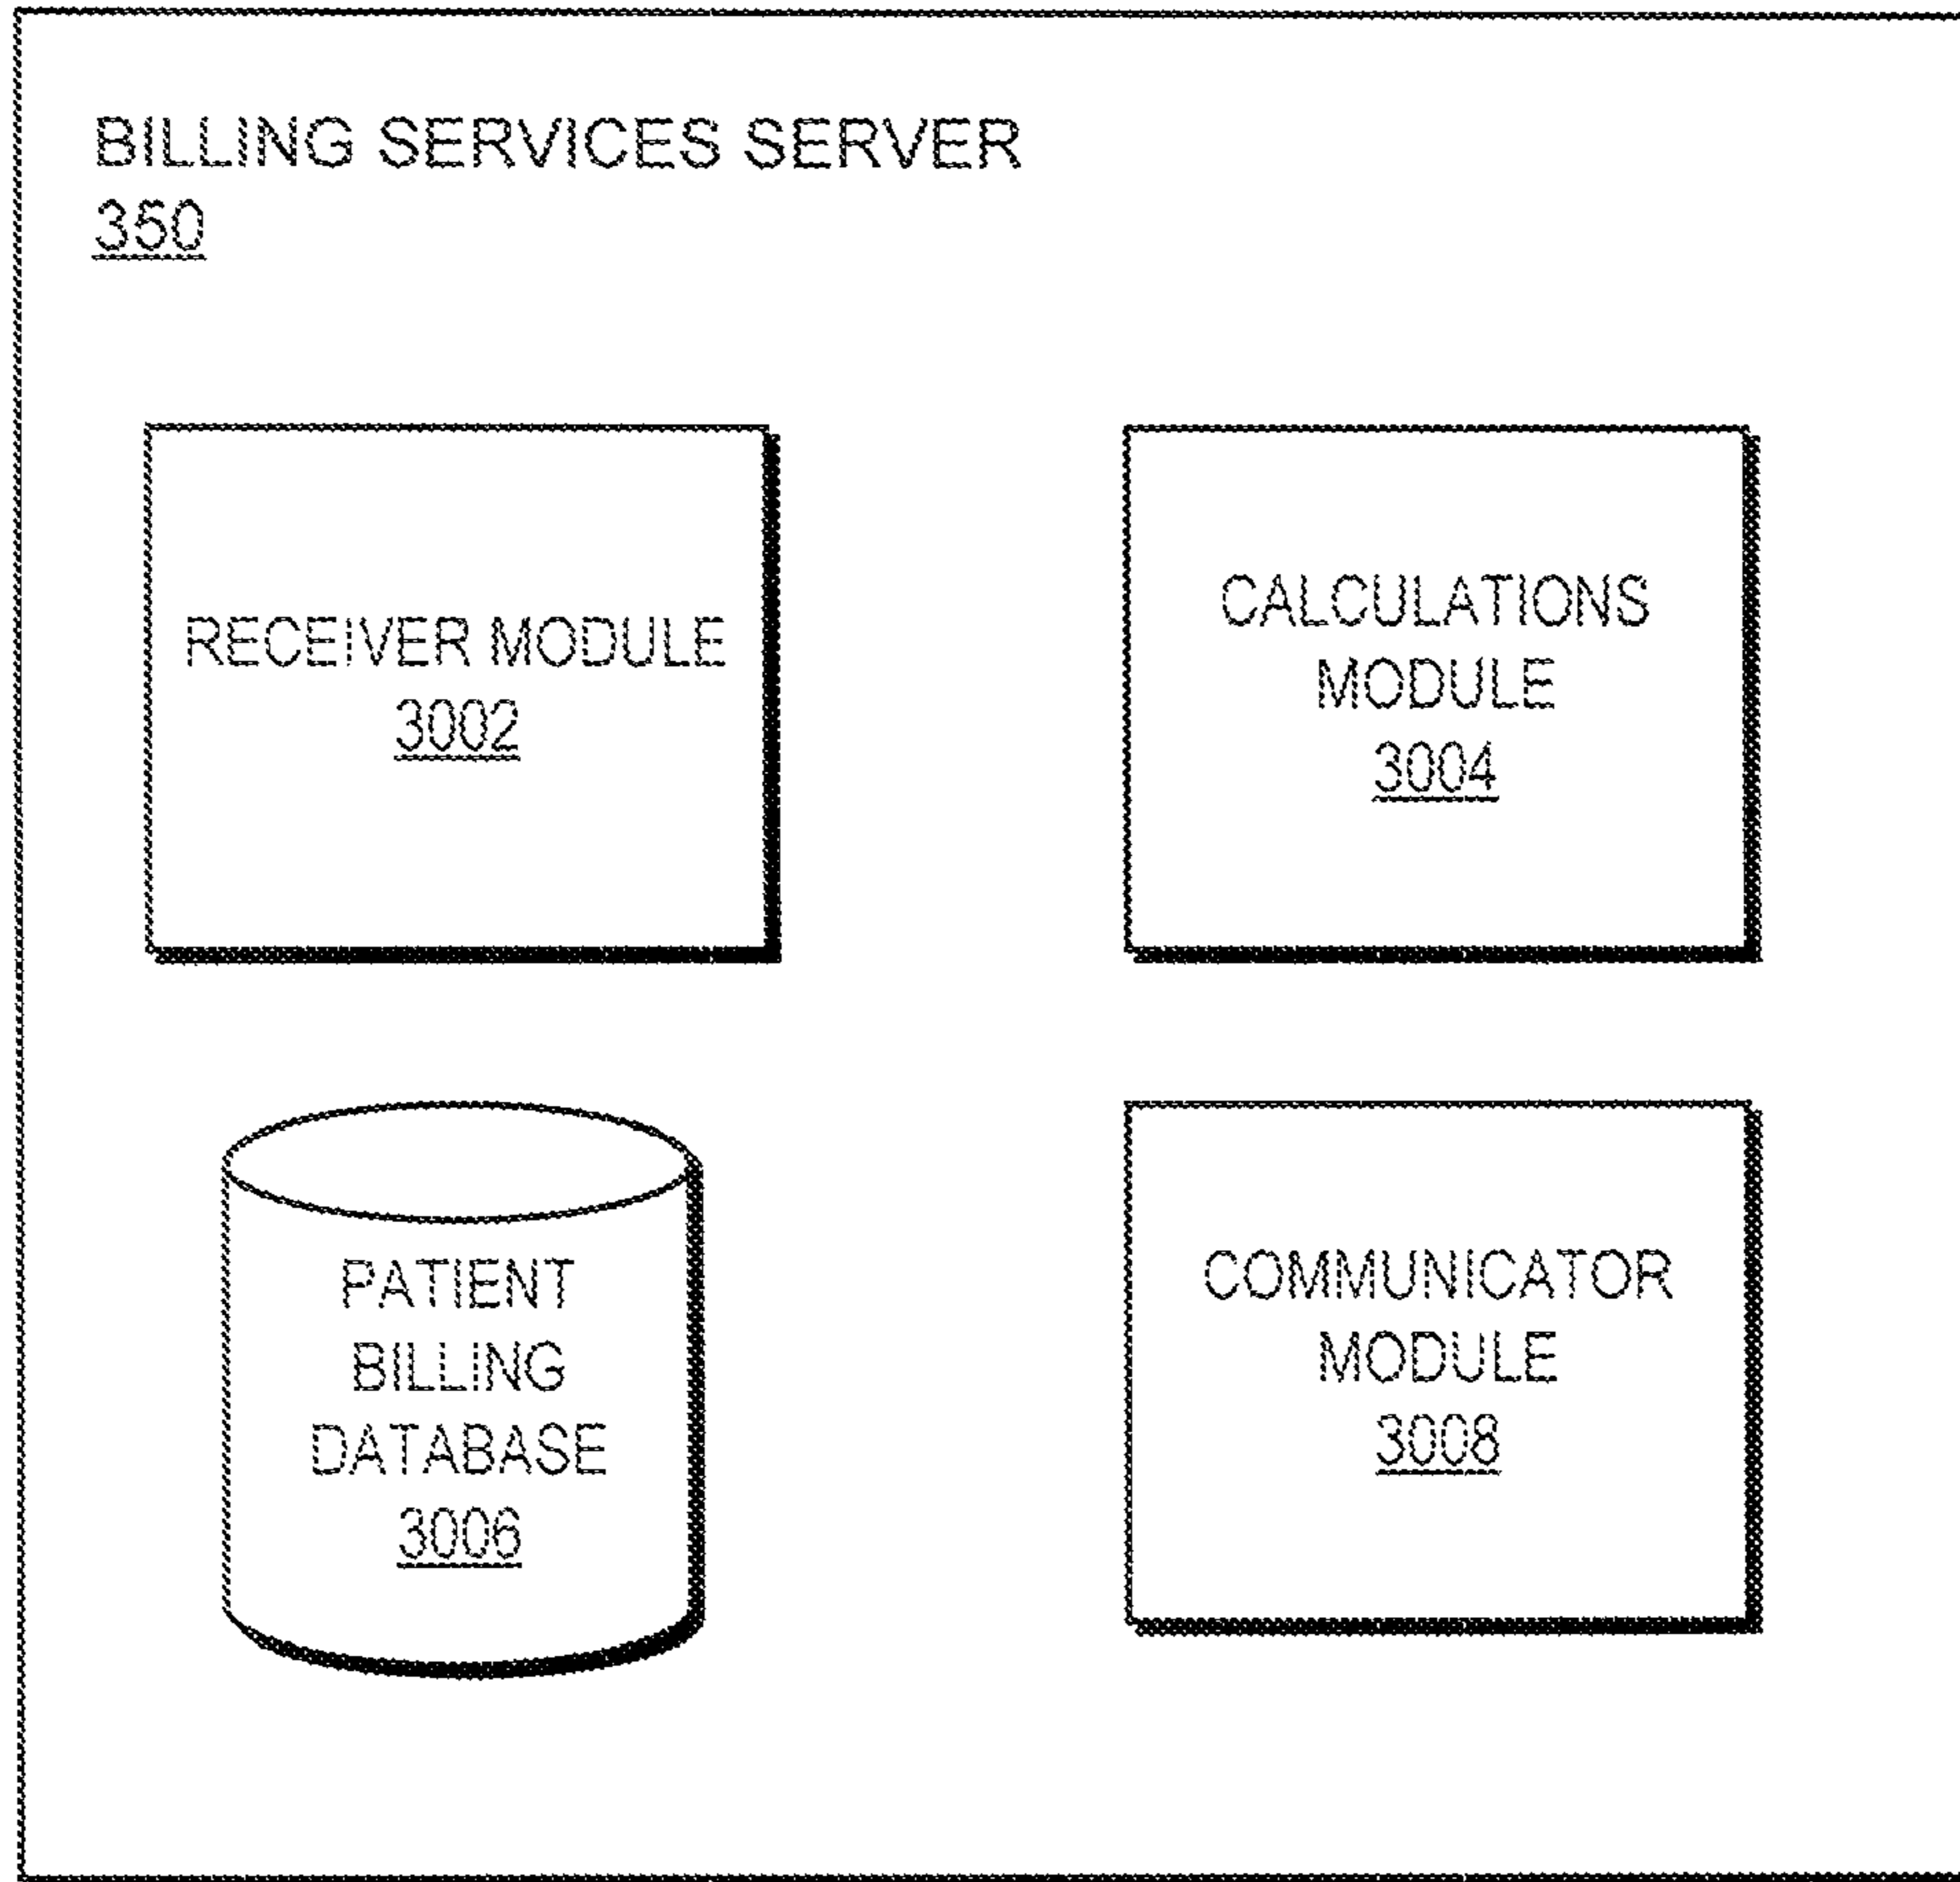 BILLING SERVICES SERVER
350
RECEIVER MODULE
3002
CALCULATIONS
MODULE
3004
PATIENT
BILLING
DATABASE
3006
COMMUNICATOR
MODULE
3008